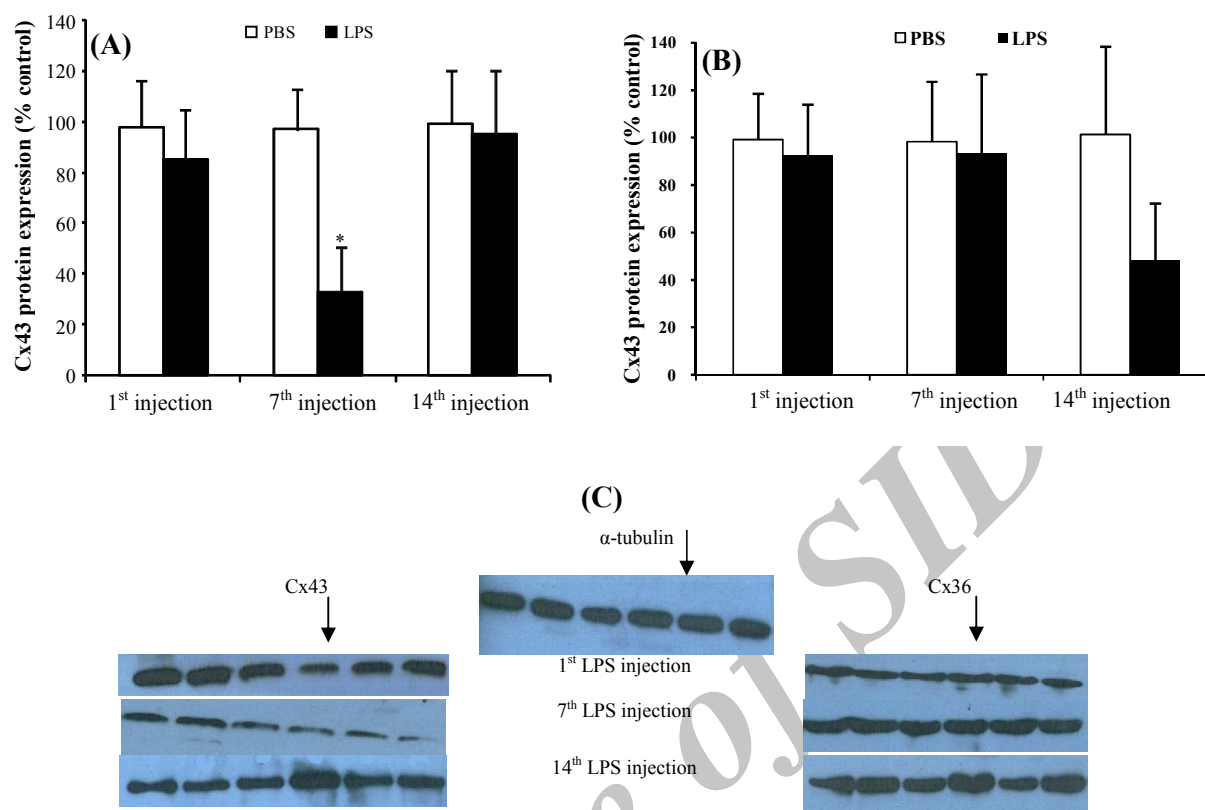 (A)
PBS LPS
Cx43 protein expression (% control)
140
120
100
80
60
40
20
0
*
1st injection 7th injection 14th injection
(B)
PBS LPS
Cx43 protein expression (% control)
140
120
100
80
60
40
20
0
1st injection 7th injection 14th injection
(C)
α-tubulin
Cx43
Cx36
1st LPS injection
7th LPS injection
14th LPS injection